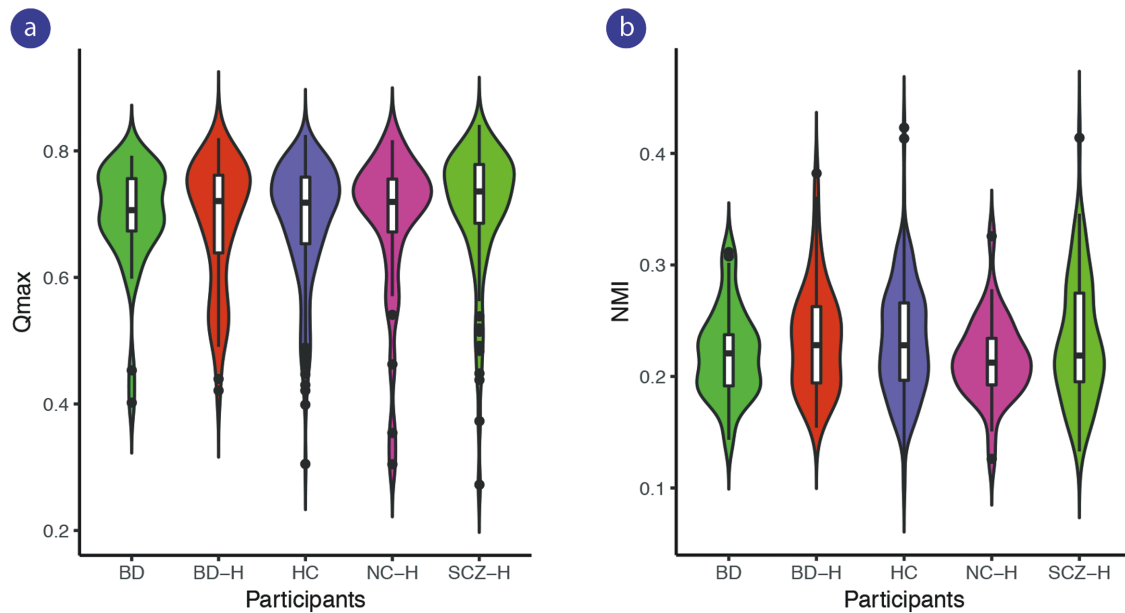 a
Qmax
0.8
0.6
0.4
0.2
BD BD–H HC NC–H SCZ–H
Participants
b
NMI
0.4
0.3
0.2
0.1
BD BD–H HC NC–H SCZ–H
Participants